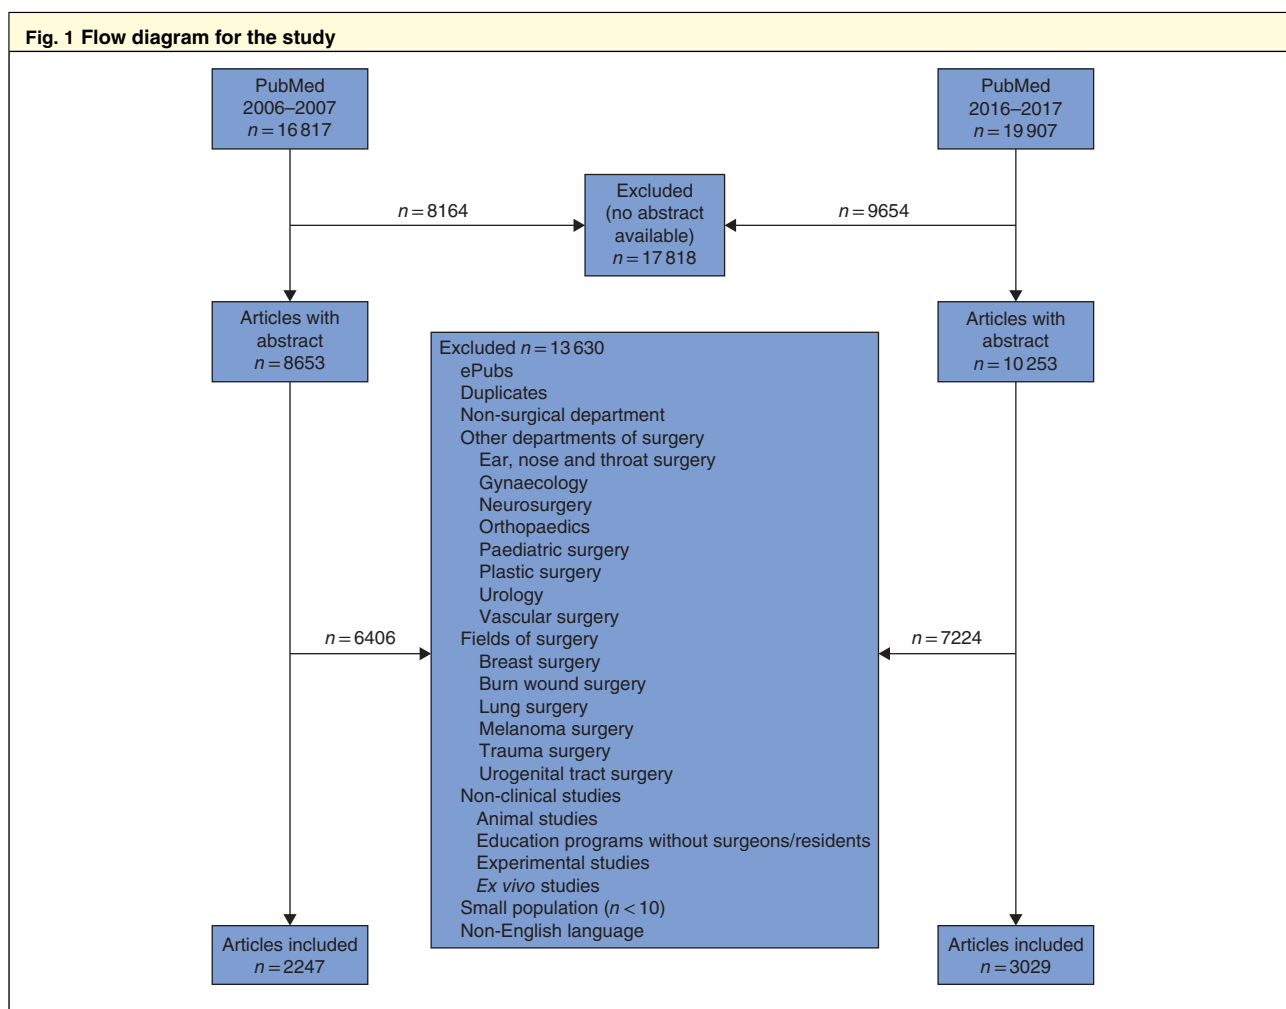 Fig. 1 Flow diagram for the study
PubMed
2006–2007
n = 16 817
PubMed
2016–2017
n = 19 907
n = 8164
Excluded
(no abstract
available)
n = 17 818
n = 9654
Articles with
abstract
n = 8653
Articles with
abstract
n = 10 253
Excluded n = 13 630
ePubs
Duplicates
Non-surgical department
Other departments of surgery
Ear, nose and throat surgery
Gynaecology
Neurosurgery
Orthopaedics
Paediatric surgery
Plastic surgery
Urology
Vascular surgery
Fields of surgery
Breast surgery
Burn wound surgery
Lung surgery
Melanoma surgery
Trauma surgery
Urogenital tract surgery
Non-clinical studies
Animal studies
Education programs without surgeons/residents
Experimental studies
Ex vivo studies
Small population (n < 10)
Non-English language
n = 6406
n = 7224
Articles included
n = 2247
Articles included
n = 3029